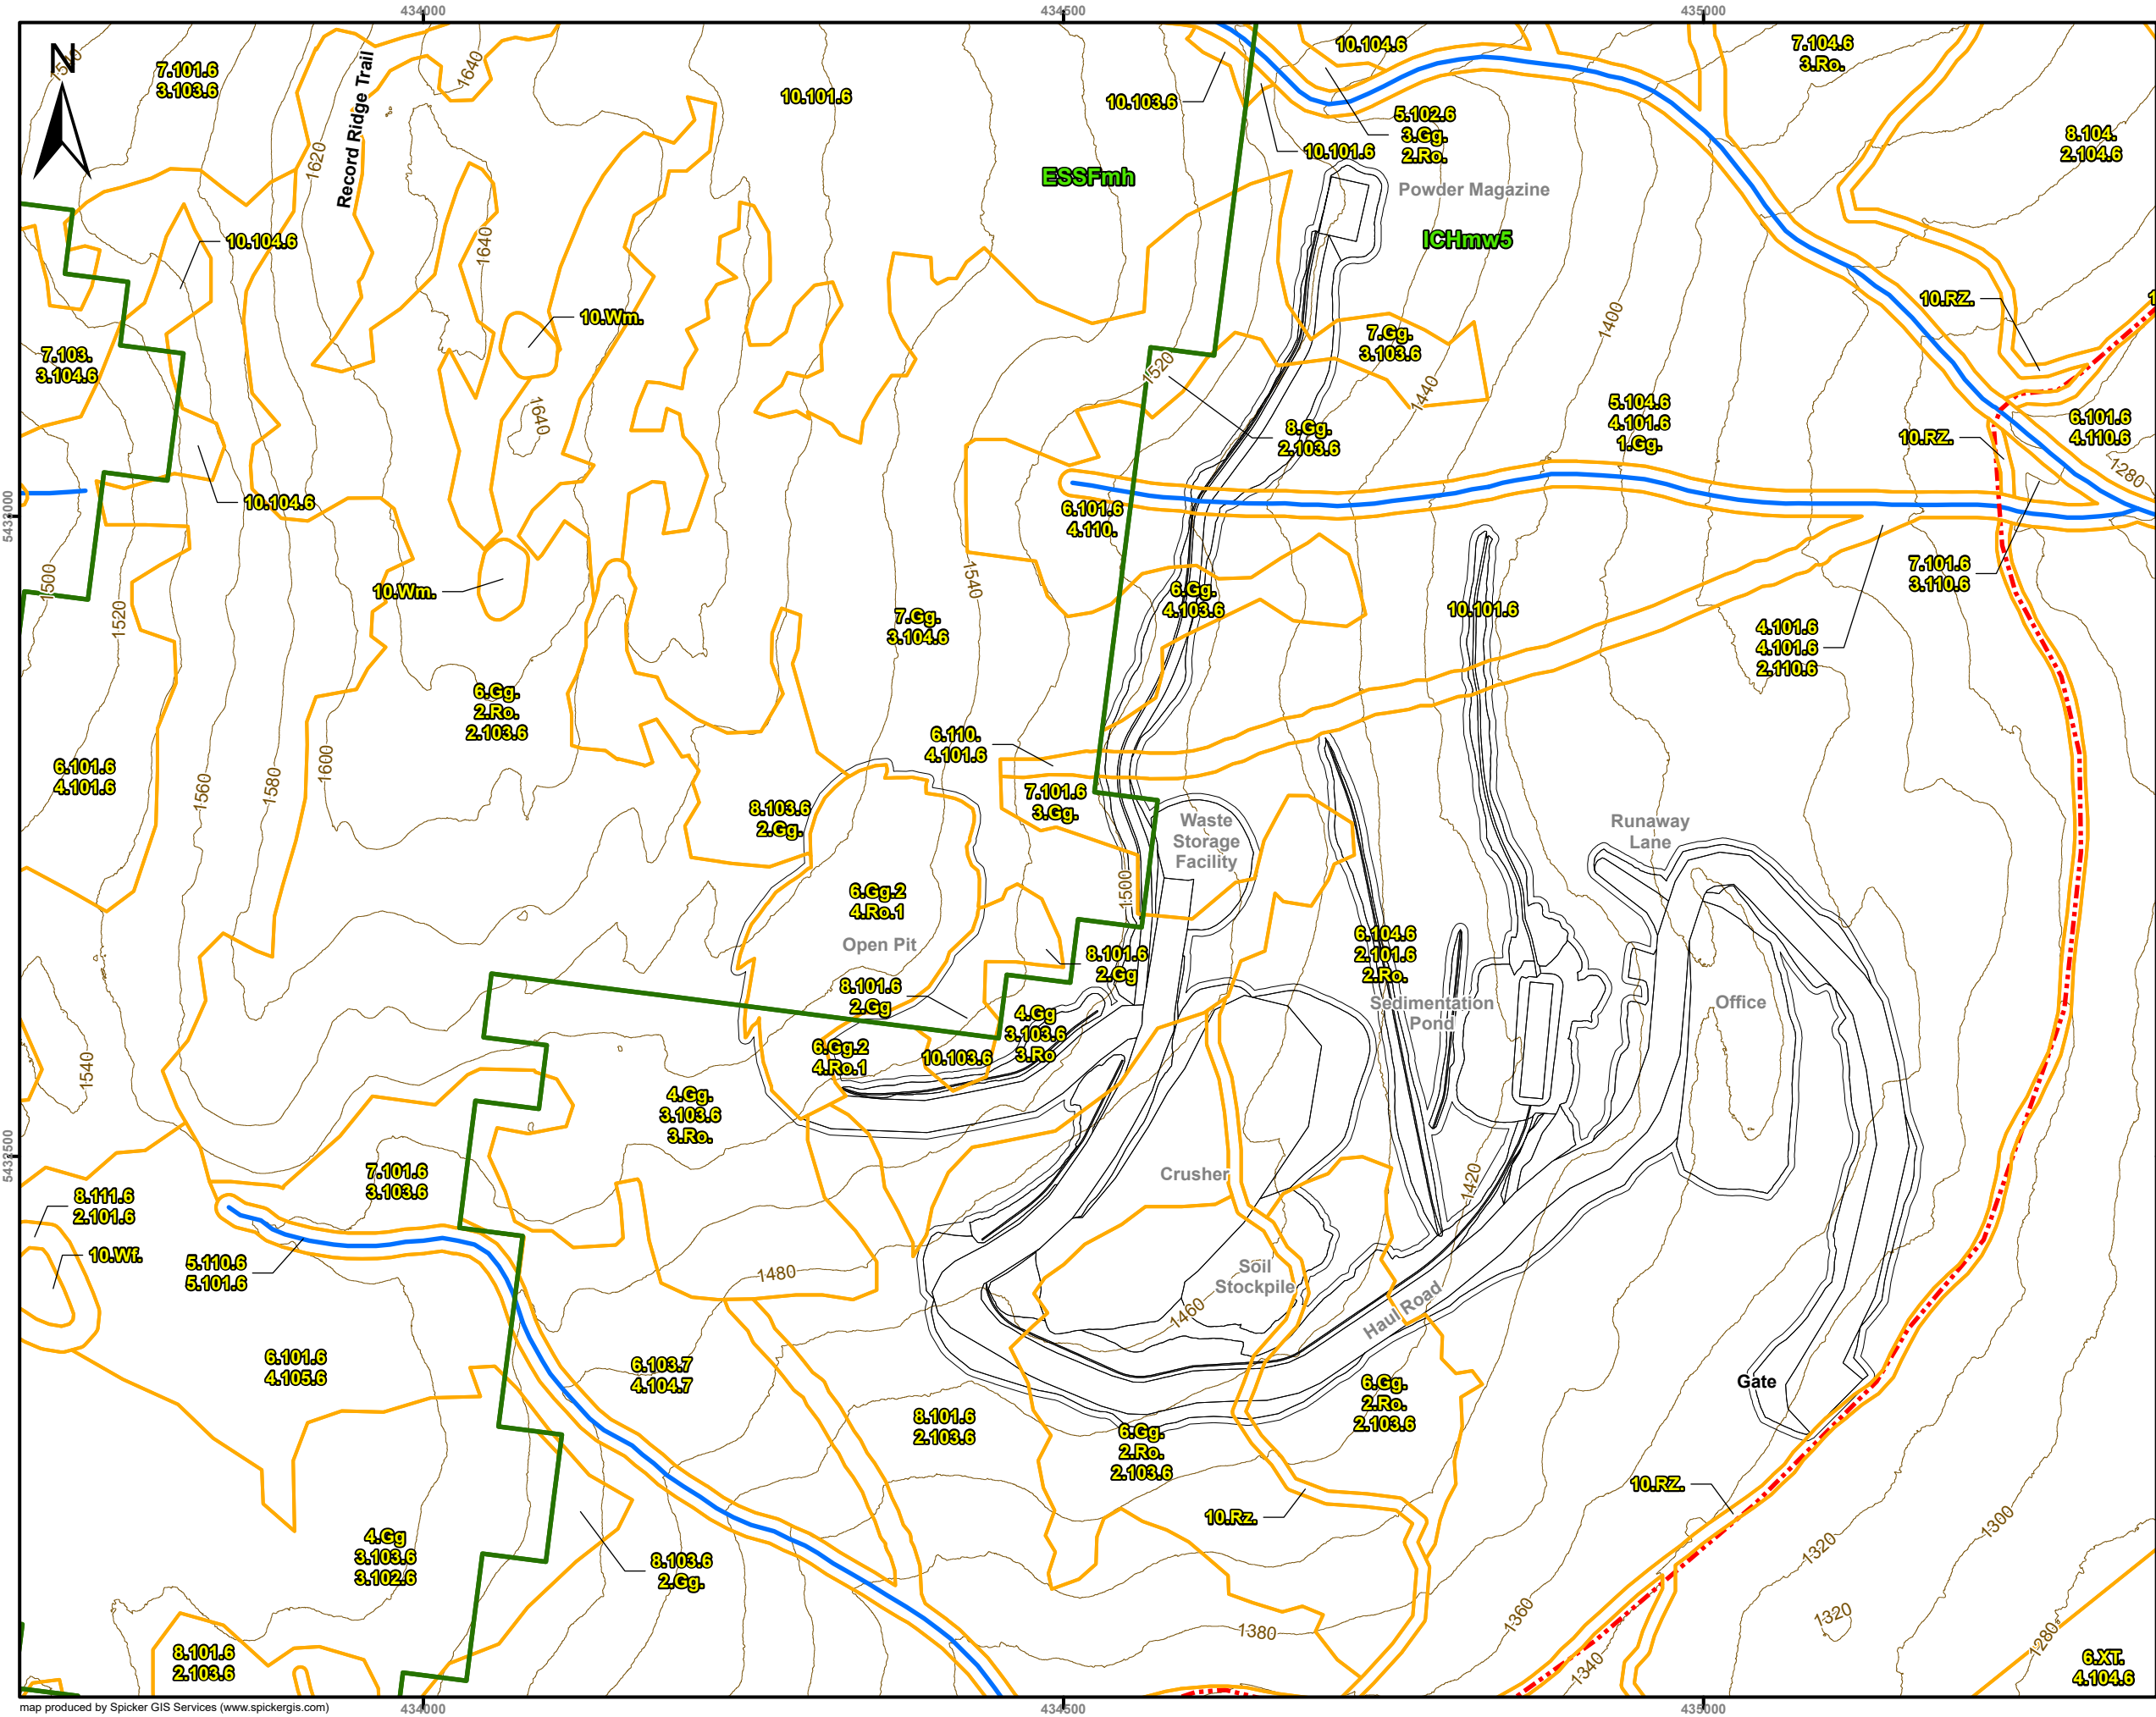 434000
434500
435000
N
1540
7.101.6
3.103.6
Record Ridge Trail
1640
1620
10.101.6
10.103.6
10.104.6
7.104.6
3.Ro.
5.102.6
3.Gg.
2.Ro.
10.101.6
8.104.
2.104.6
ESSFmh
Powder Magazine
ICHmw5
10.104.6
1640
10.Wm.
10.RZ.
1400
7.103.
3.104.6
7.Gg.
3.103.6
1520
1440
1640
5.104.6
4.101.6
1.Gg.
8.Gg.
2.103.6
6.101.6
4.110.6
10.RZ.
1280
10.104.6
6.101.6
4.110.
5433000
1500
1520
10.Wm.
1540
7.Gg.
3.104.6
6.Gg.
4.103.6
10.101.6
7.101.6
3.110.6
4.101.6
4.101.6
2.110.6
6.Gg.
2.Ro.
2.103.6
6.110.
4.101.6
6.101.6
4.101.6
1560
1580
1600
8.103.6
2.Gg.
7.101.6
3.Gg.
Waste
Storage
Facility
Runaway
Lane
1500
6.Gg.2
4.Ro.1
Open Pit
8.101.6
2.Gg
6.104.6
2.101.6
2.Ro.
8.101.6
2.Gg
Sedimentation
Pond
Office
4.Gg
3.103.6
3.Ro
6.Gg.2
4.Ro.1
10.103.6
1540
4.Gg.
3.103.6
3.Ro.
5432500
7.101.6
3.103.6
Crusher
1420
8.111.6
2.101.6
10.Wf.
5.110.6
5.101.6
1480
Soil
Stockpile
1460
Haul Road
6.101.6
4.105.6
6.103.7
4.104.7
Gate
6.Gg.
2.Ro.
2.103.6
8.101.6
2.103.6
6.Gg.
2.Ro.
2.103.6
10.RZ.
10.Rz.
4.Gg
3.103.6
3.102.6
8.103.6
2.Gg.
1300
1320
1360
1320
1380
1340
1280
8.101.6
2.103.6
6.XT.
4.104.6
map produced by Spicker GIS Services (www.spickergis.com)
434000
434500
435000